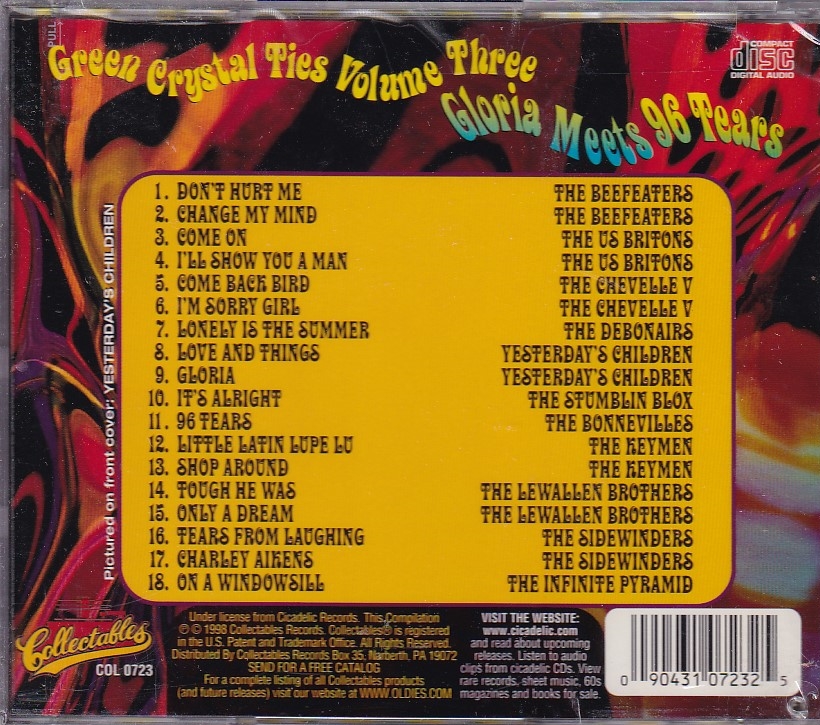 PULL
Green Crystal Ties Volume Three
Gloria Meets 96 Tears
COMPACT
disc
DIGITAL AUDIO
Pictured on front cover: YESTERDAY'S CHILDREN
1. DON'T HURT ME THE BEEFEATERS
2. CHANGE MY MIND THE BEEFEATERS
3. COME ON THE US BRITONS
4. I'LL SHOW YOU A MAN THE US BRITONS
5. COME BACK BIRD THE CHEVELLE V
6. I'M SORRY GIRL THE CHEVELLE V
7. LONELY IS THE SUMMER THE DEBONAIRS
8. LOVE AND THINGS YESTERDAY'S CHILDREN
9. GLORIA YESTERDAY'S CHILDREN
10. IT'S ALRIGHT THE STUMBLIN BLOX
11. 96 TEARS THE BONNEVILLES
12. LITTLE LATIN LUPE LU THE KEYMEN
13. SHOP AROUND THE KEYMEN
14. TOUGH HE WAS THE LEWALLEN BROTHERS
15. ONLY A DREAM THE LEWALLEN BROTHERS
16. TEARS FROM LAUGHING THE SIDEWINDERS
17. CHARLEY AIKENS THE SIDEWINDERS
18. ON A WINDOWSILL THE INFINITE PYRAMID
Collectables
COL 0723
Under license from Cicadelic Records. This Compilation
℗ © 1998 Collectables Records. Collectables® is registered
in the U.S. Patent and Trademark Office. All Rights Reserved.
Distributed By Collectables Records Box 35, Narberth, PA 19072
SEND FOR A FREE CATALOG
For a complete listing of all Collectables products
(and future releases) visit our website at WWW.OLDIES.COM
VISIT THE WEBSITE:
www.cicadelic.com
and read about upcoming
releases. Listen to audio
clips from cicadelic CDs. View
rare records, sheet music, 60s
magazines and books for sale.
0 90431 07232 5